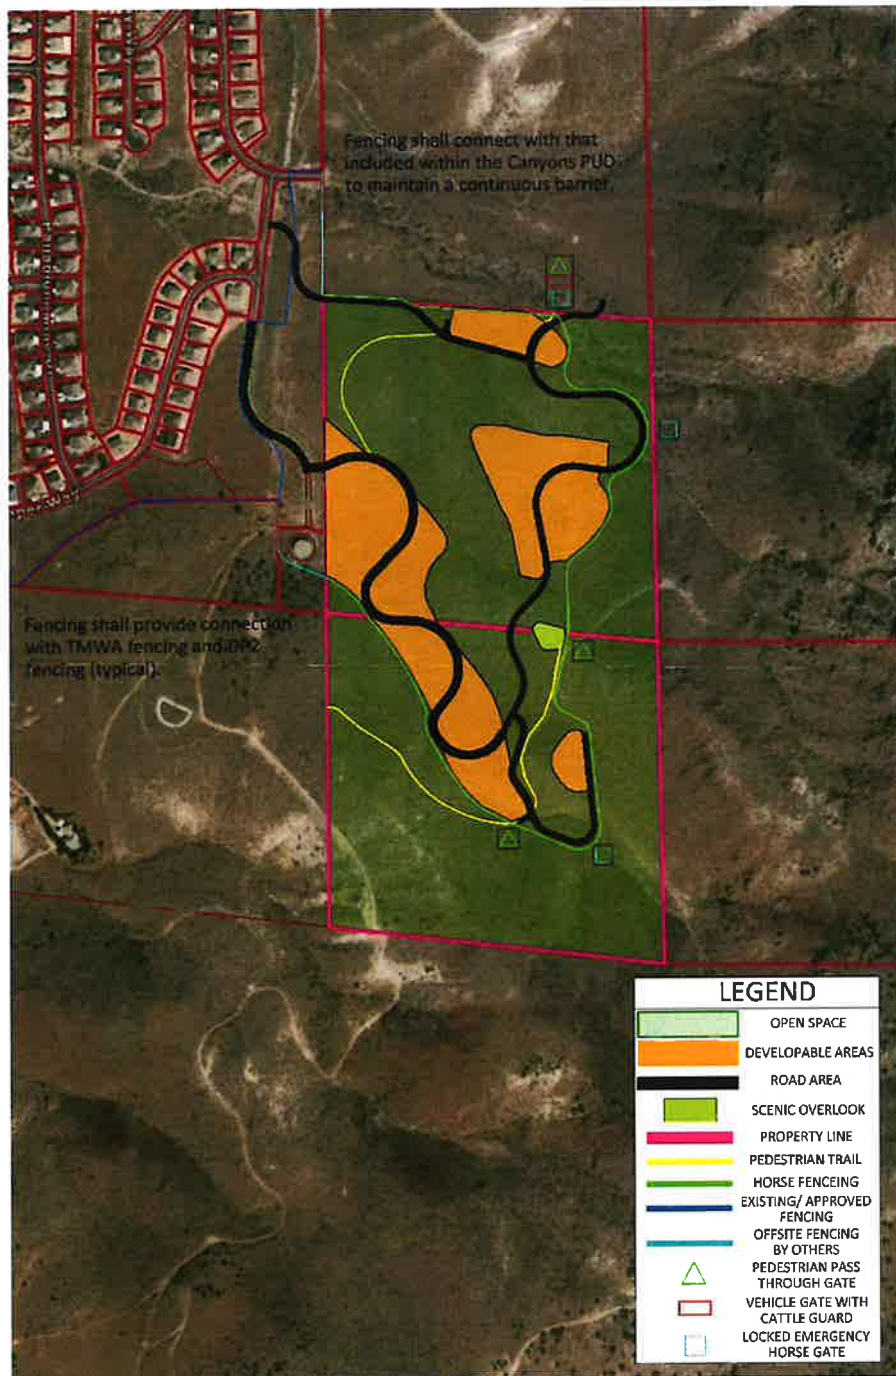 Fencing shall connect with that
included within the Canyons PUD
to maintain a continuous barrier.
Fencing shall provide connection
with TMWA fencing and DP2
fencing (typical).
LEGEND
OPEN SPACE
DEVELOPABLE AREAS
ROAD AREA
SCENIC OVERLOOK
PROPERTY LINE
PEDESTRIAN TRAIL
HORSE FENCEING
EXISTING/ APPROVED
FENCING
OFFSITE FENCING
BY OTHERS
PEDESTRIAN PASS
THROUGH GATE
VEHICLE GATE WITH
CATTLE GUARD
LOCKED EMERGENCY
HORSE GATE